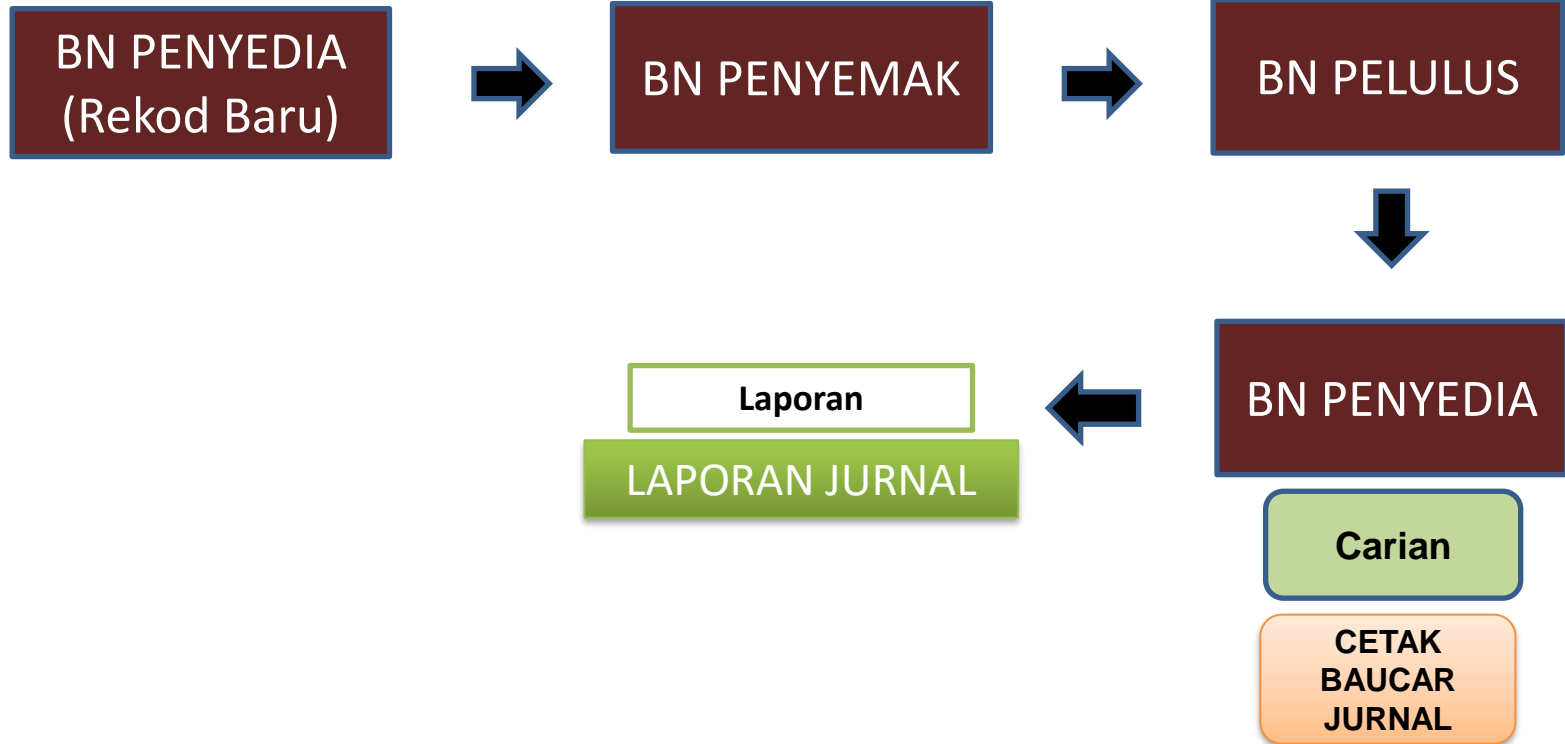 BN PENYEDIA
(Rekod Baru)
BN PENYEMAK
BN PELULUS
BN PENYEDIA
Carian
CETAK
BAUCAR
JURNAL
Laporan
LAPORAN JURNAL